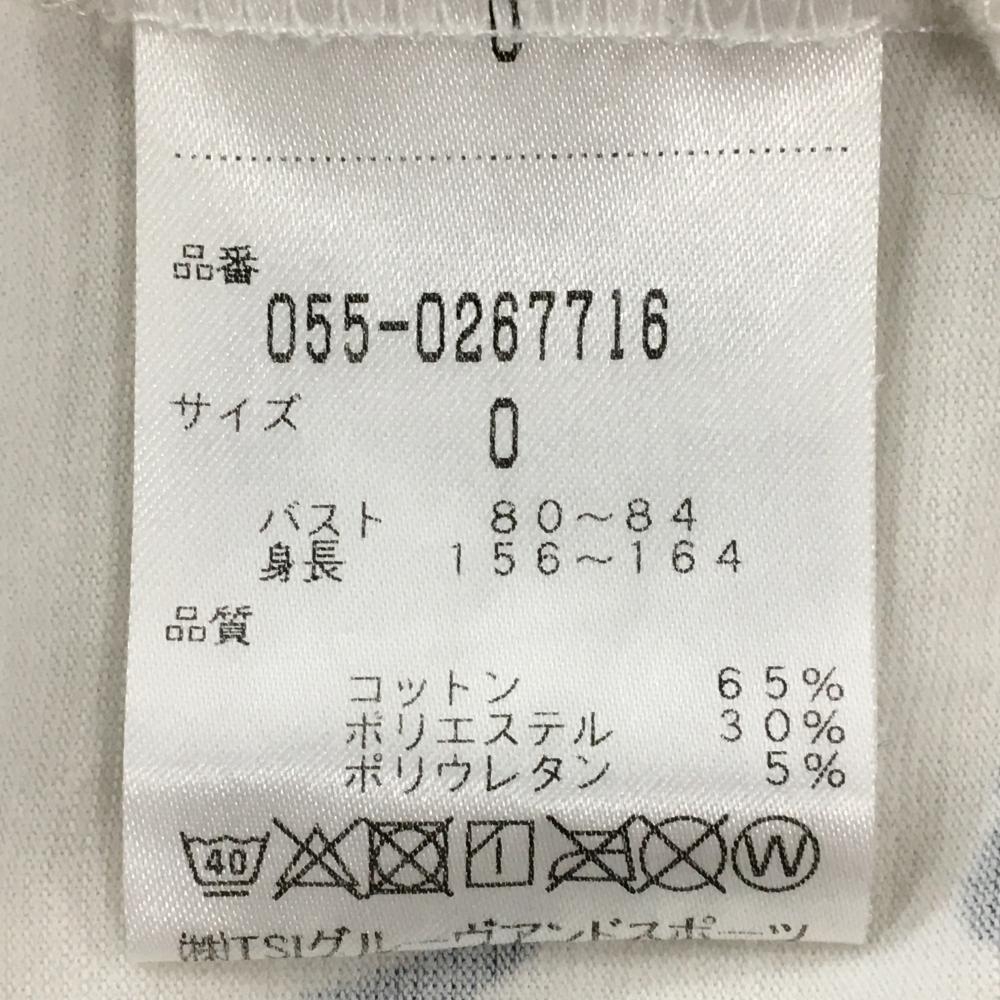 0
品番
055-0267716
サイズ 0
バスト 80～84
身長 156～164
品質
コットン 65%
ポリエステル 30%
ポリウレタン 5%
40 W
㈱TSIグルーヴアンドスポーツ